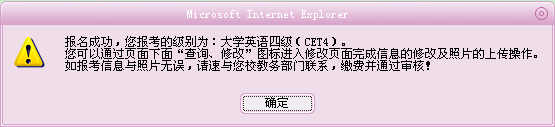 Microsoft Internet Explorer
报名成功，您报考的级别为：大学英语四级（CET4）。
您可以通过页面下面“查询、修改”图标进入修改页面完成信息的修改及照片的上传操作。
如报考信息与照片无误，请速与您校教务部门联系，缴费并通过审核！
确定